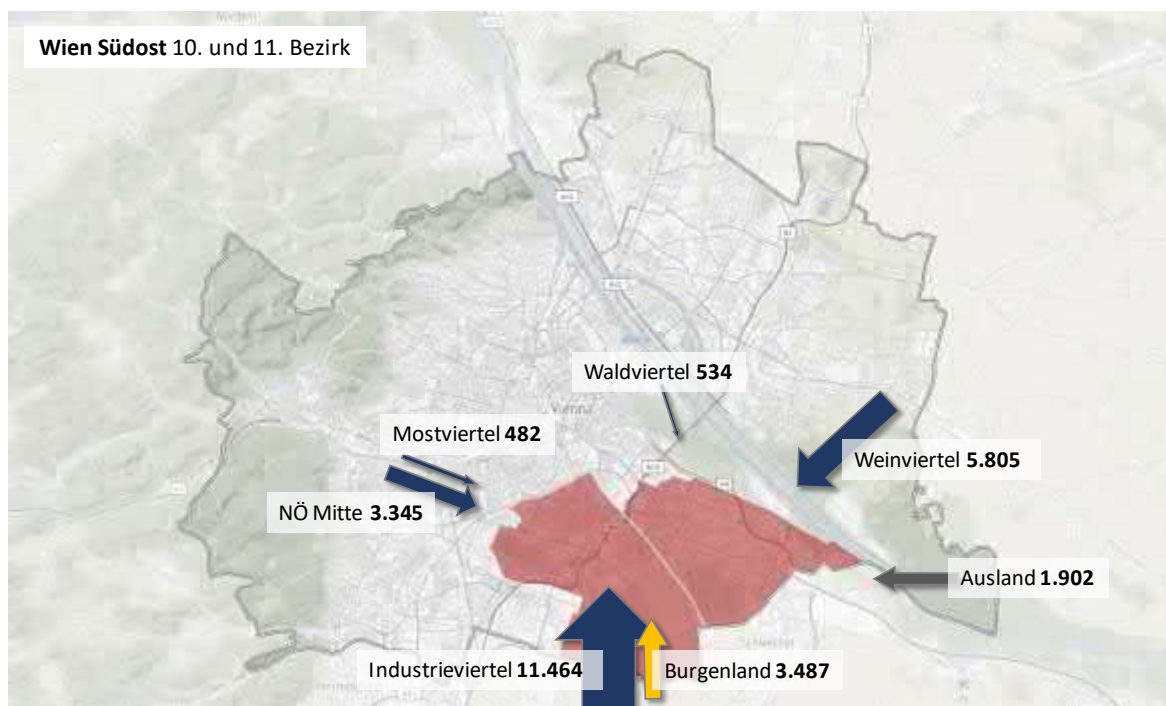 Wien Südost 10. und 11. Bezirk
Waldviertel 534
Vienna
Mostviertel 482
Weinviertel 5.805
NÖ Mitte 3.345
Ausland 1.902
Industrieviertel 11.464
Burgenland 3.487